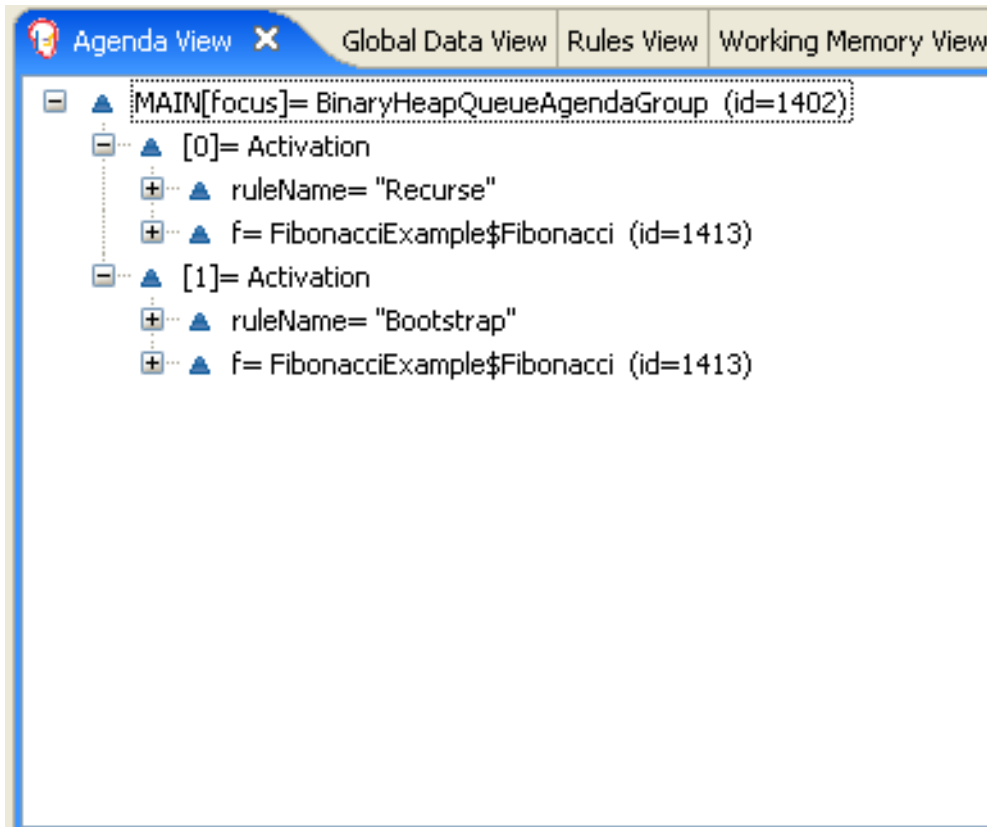 Agenda View Global Data View Rules View Working Memory View
MAIN[focus]= BinaryHeapQueueAgendaGroup (id=1402)
[0]= Activation
ruleName= "Recurse"
f= FibonacciExample$Fibonacci (id=1413)
[1]= Activation
ruleName= "Bootstrap"
f= FibonacciExample$Fibonacci (id=1413)